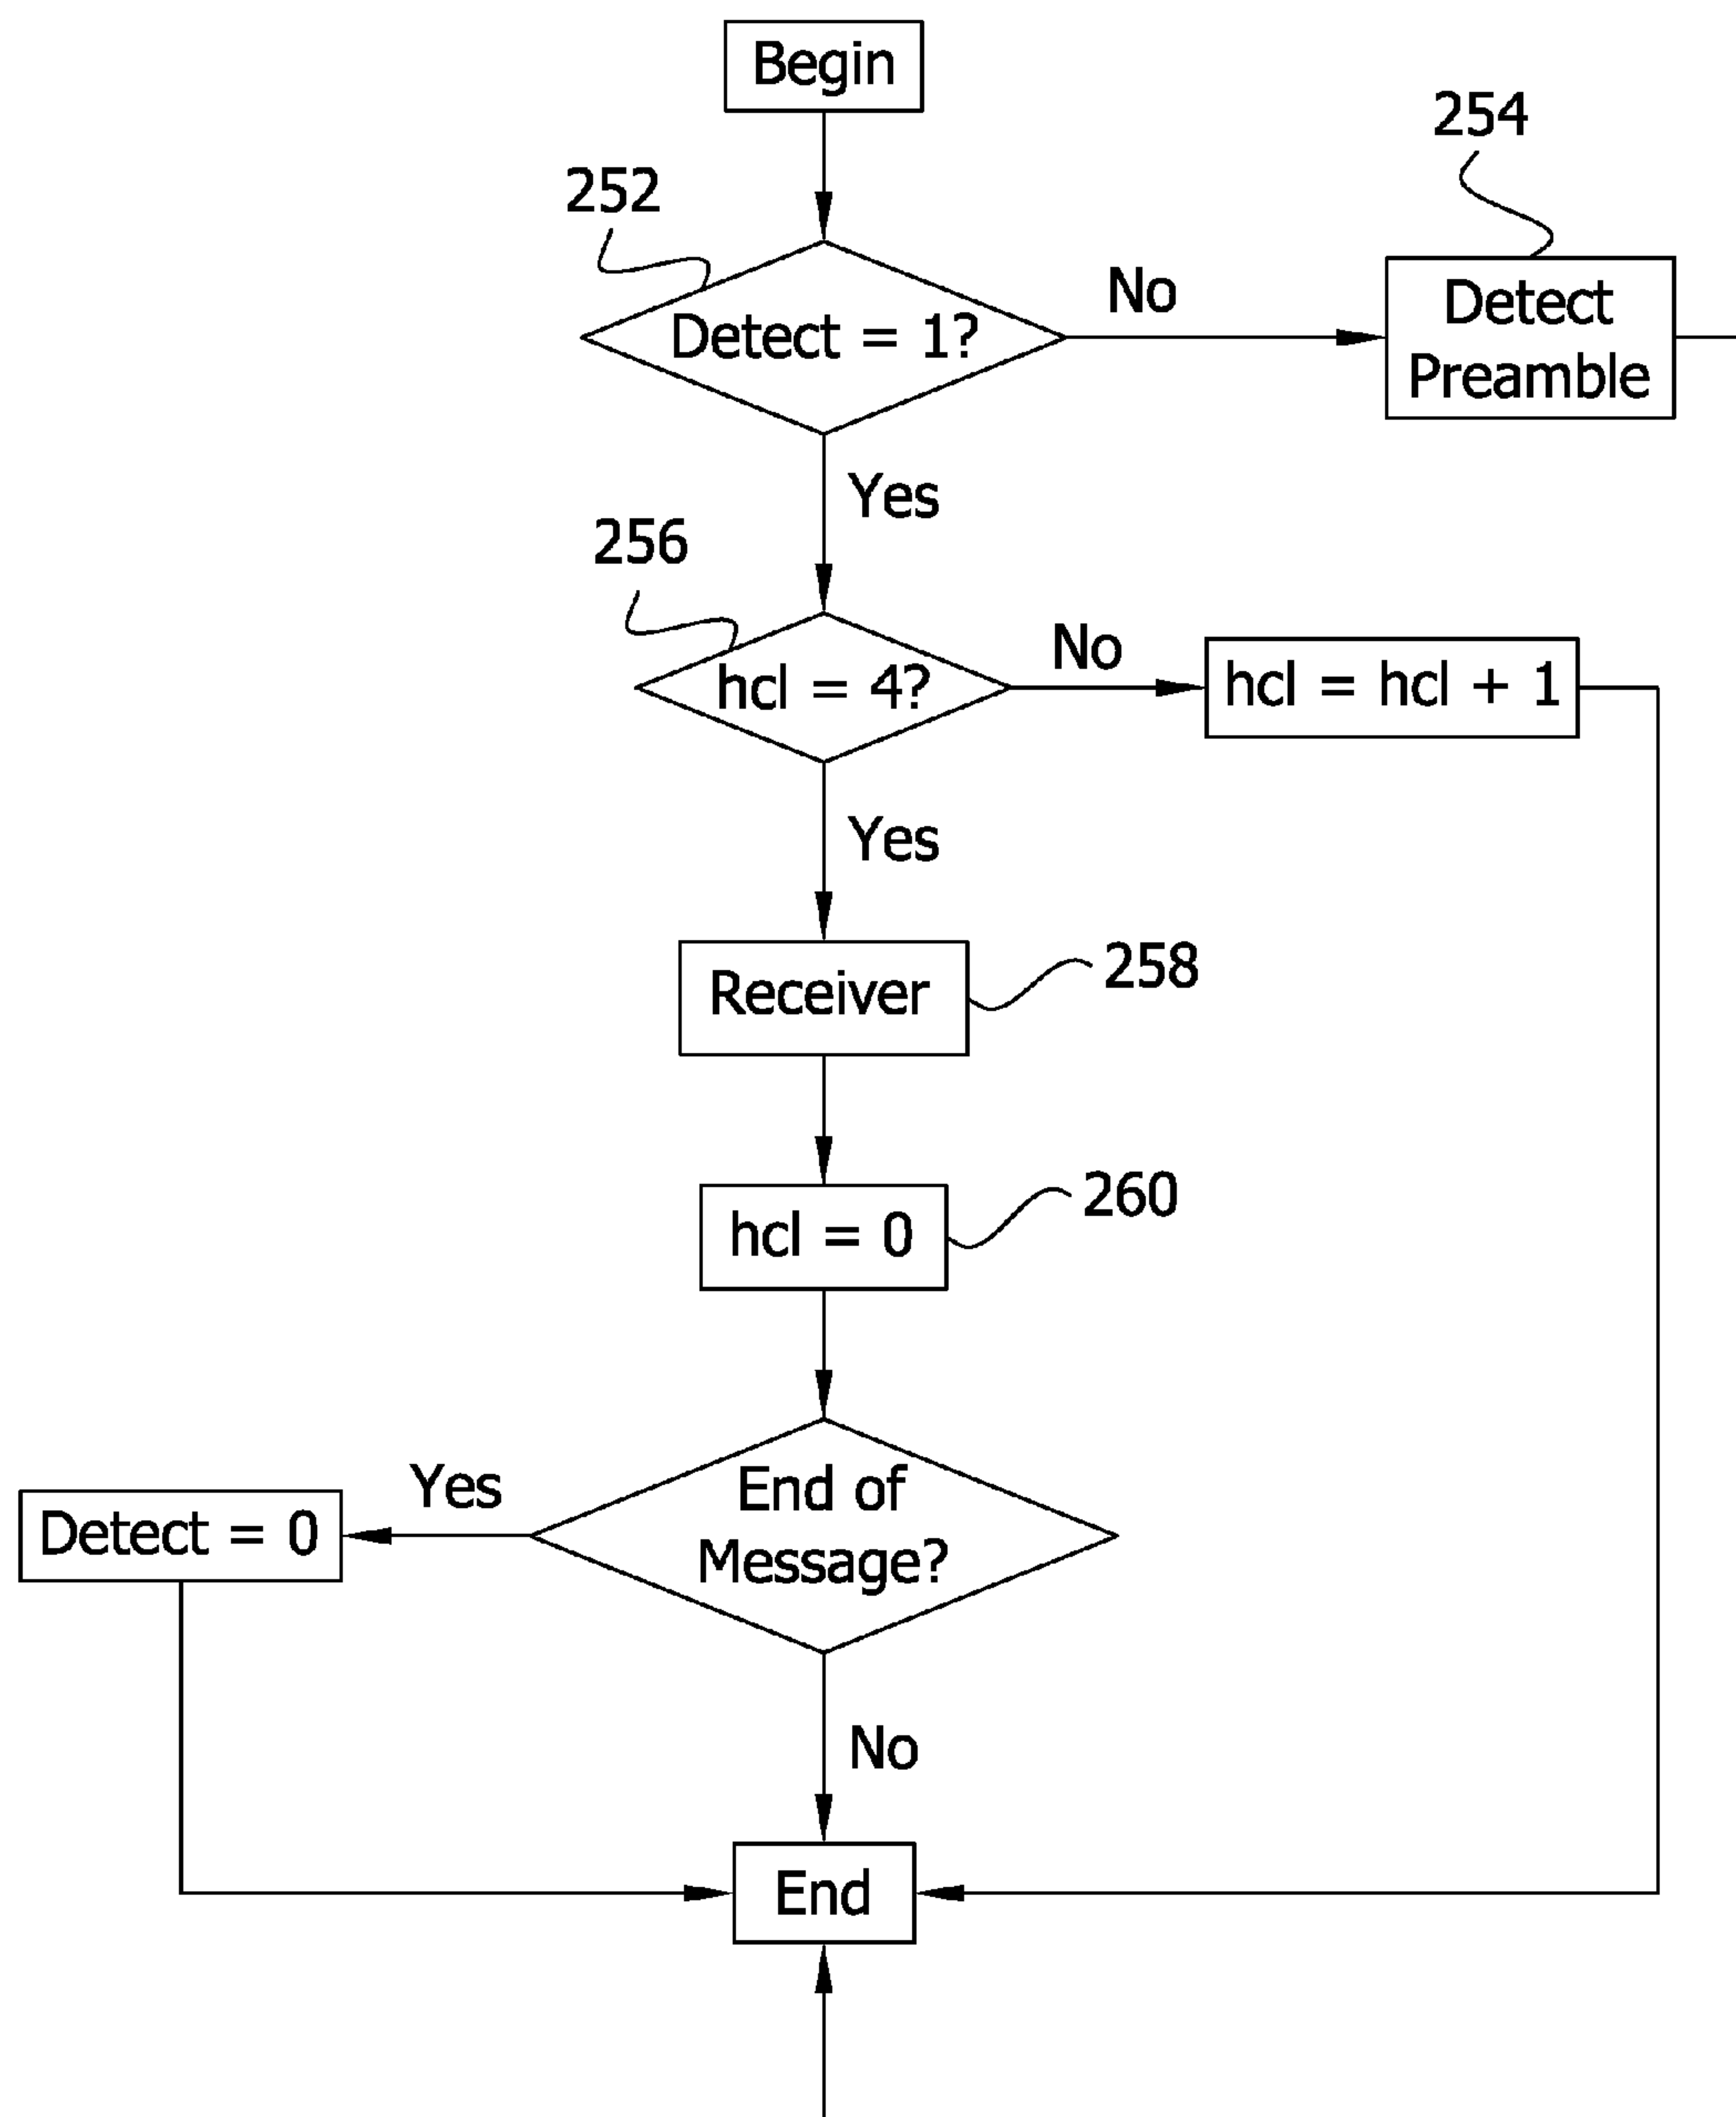 Begin
254
252
No
Detect = 1?
Detect
Preamble
Yes
256
No
hcl = 4?
hcl = hcl + 1
Yes
Receiver
258
hcl = 0
260
End of
Message?
Yes
Detect = 0
No
End